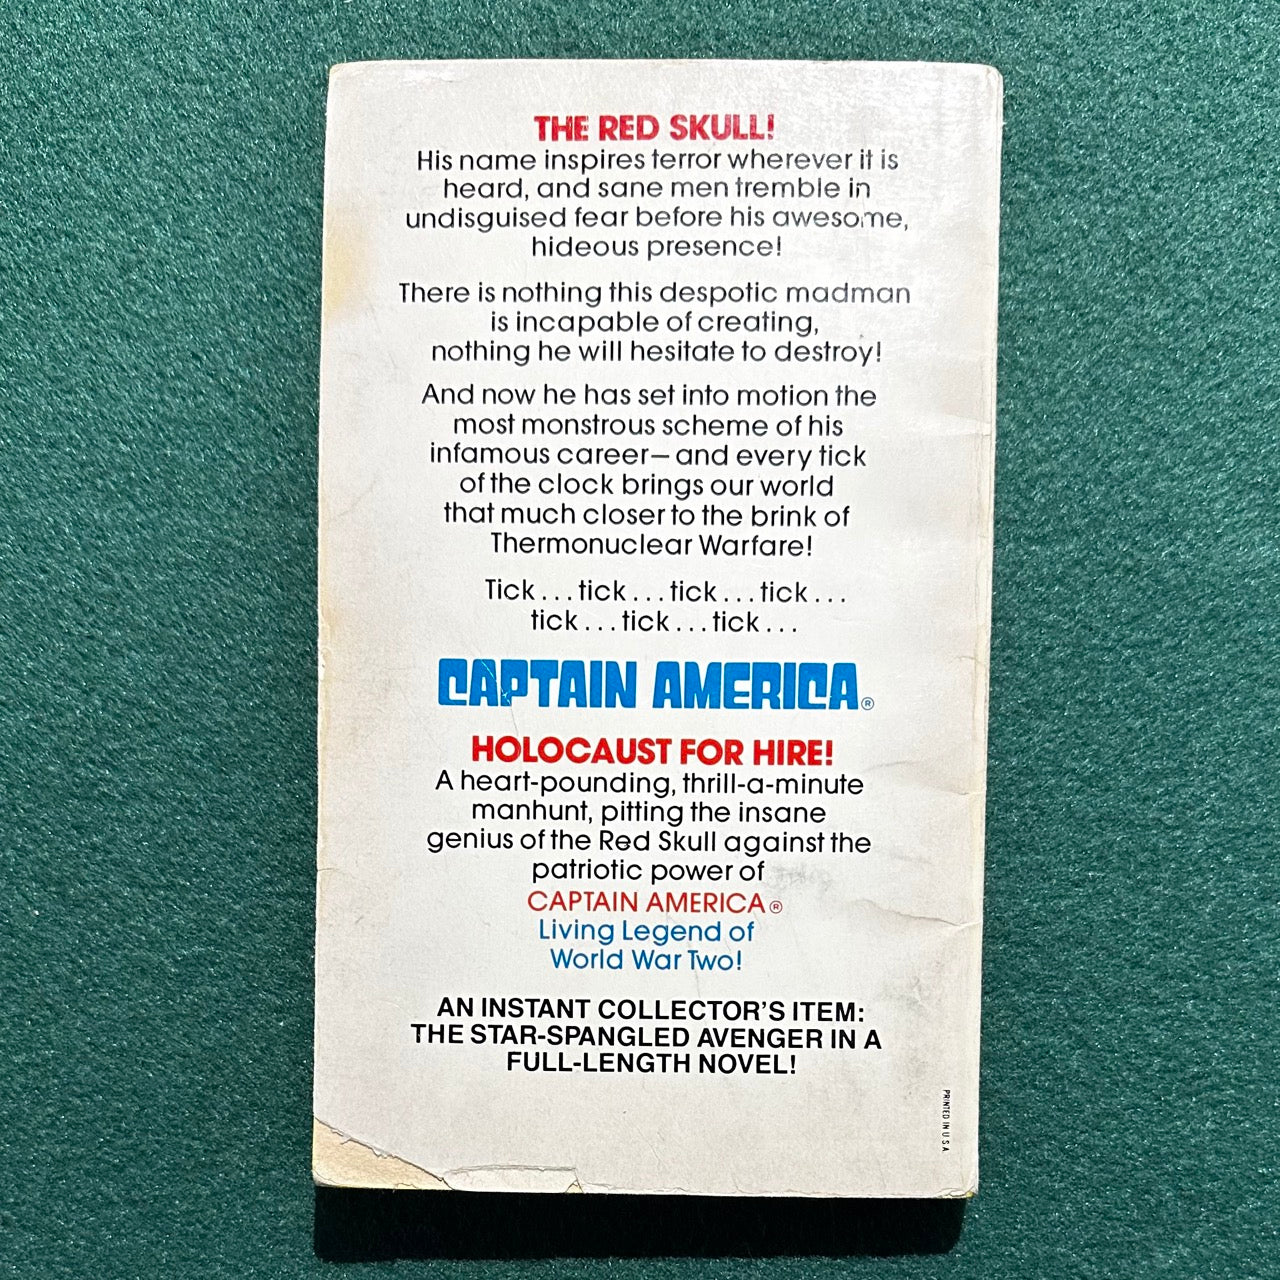 THE RED SKULL!
His name inspires terror wherever it is
heard, and sane men tremble in
undisguised fear before his awesome,
hideous presence!
There is nothing this despotic madman
is incapable of creating,
nothing he will hesitate to destroy!
And now he has set into motion the
most monstrous scheme of his
infamous career—and every tick
of the clock brings our world
that much closer to the brink of
Thermonuclear Warfare!
Tick...tick...tick...tick...
tick...tick...tick...
CAPTAIN AMERICA®
HOLOCAUST FOR HIRE!
A heart-pounding, thrill-a-minute
manhunt, pitting the insane
genius of the Red Skull against the
patriotic power of
CAPTAIN AMERICA®
Living Legend of
World War Two!
AN INSTANT COLLECTOR'S ITEM:
THE STAR-SPANGLED AVENGER IN A
FULL-LENGTH NOVEL!
PRINTED IN U.S.A.